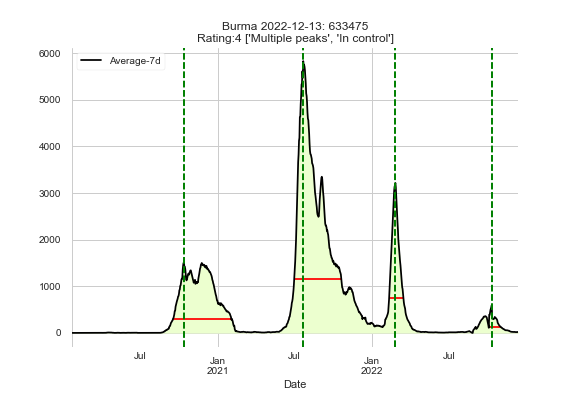 Burma 2022-12-13: 633475
Rating:4 ['Multiple peaks', 'In control']
Average-7d
6000
5000
4000
3000
2000
1000
0
Jul
Jan
2021
Jul
Jan
2022
Jul
Date